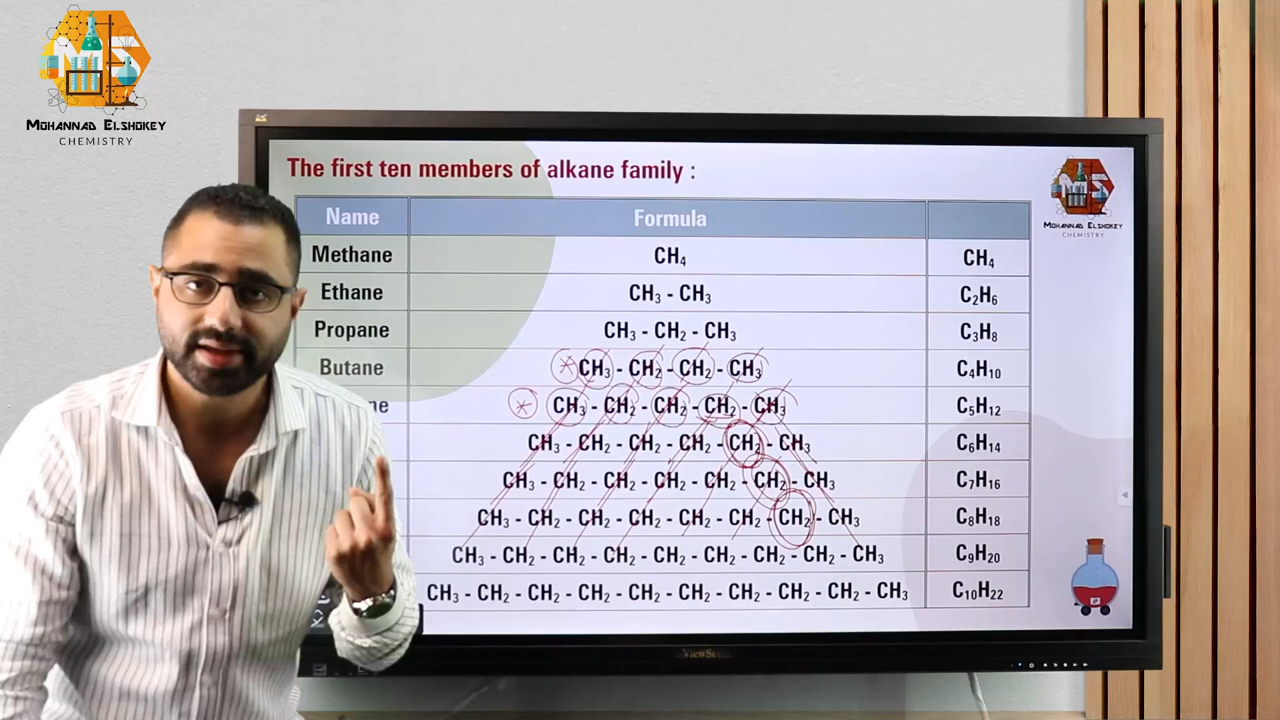 MOHANNAD ELSHOKEY
CHEMISTRY
The first ten members of alkane family :
MOHANNAD ELSHOKEY
CHEMISTRY
Name Formula
Methane CH₄ CH₄
Ethane CH₃ - CH₃ C₂H₆
Propane CH₃ - CH₂ - CH₃ C₃H₈
Butane CH₃ - CH₂ - CH₂ - CH₃ C₄H₁₀
ne CH₃ - CH₂ - CH₂ - CH₂ - CH₃ C₅H₁₂
CH₃ - CH₂ - CH₂ - CH₂ - CH₂ - CH₃ C₆H₁₄
CH₃ - CH₂ - CH₂ - CH₂ - CH₂ - CH₂ - CH₃ C₇H₁₆
CH₃ - CH₂ - CH₂ - CH₂ - CH₂ - CH₂ - CH₂ - CH₃ C₈H₁₈
CH₃ - CH₂ - CH₂ - CH₂ - CH₂ - CH₂ - CH₂ - CH₂ - CH₃ C₉H₂₀
CH₃ - CH₂ - CH₂ - CH₂ - CH₂ - CH₂ - CH₂ - CH₂ - CH₂ - CH₃ C₁₀H₂₂